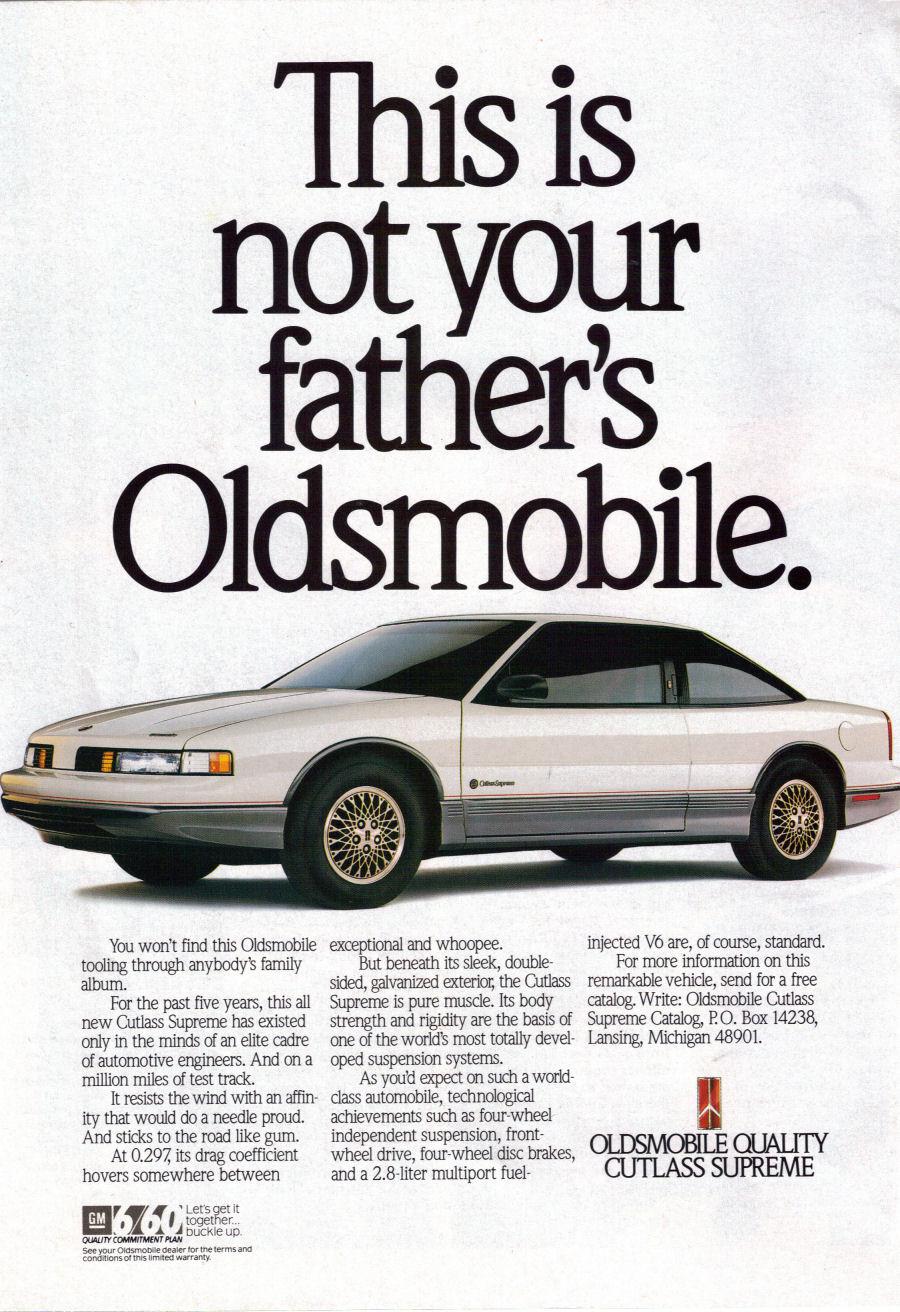 This is
not your
father's
Oldsmobile.
Cutlass Supreme
You won't find this Oldsmobile
tooling through anybody's family
album.
For the past five years, this all
new Cutlass Supreme has existed
only in the minds of an elite cadre
of automotive engineers. And on a
million miles of test track.
It resists the wind with an affin-
ity that would do a needle proud.
And sticks to the road like gum.
At 0.297, its drag coefficient
hovers somewhere between
exceptional and whoopee.
But beneath its sleek, double-
sided, galvanized exterior, the Cutlass
Supreme is pure muscle. Its body
strength and rigidity are the basis of
one of the world's most totally devel-
oped suspension systems.
As you'd expect on such a world-
class automobile, technological
achievements such as four-wheel
independent suspension, front-
wheel drive, four-wheel disc brakes,
and a 2.8-liter multiport fuel-
injected V6 are, of course, standard.
For more information on this
remarkable vehicle, send for a free
catalog. Write: Oldsmobile Cutlass
Supreme Catalog, P.O. Box 14238,
Lansing, Michigan 48901.
OLDSMOBILE QUALITY
CUTLASS SUPREME
GM 6/60
QUALITY COMMITMENT PLAN
Let's get it
together...
buckle up.
See your Oldsmobile dealer for the terms and
conditions of this limited warranty.